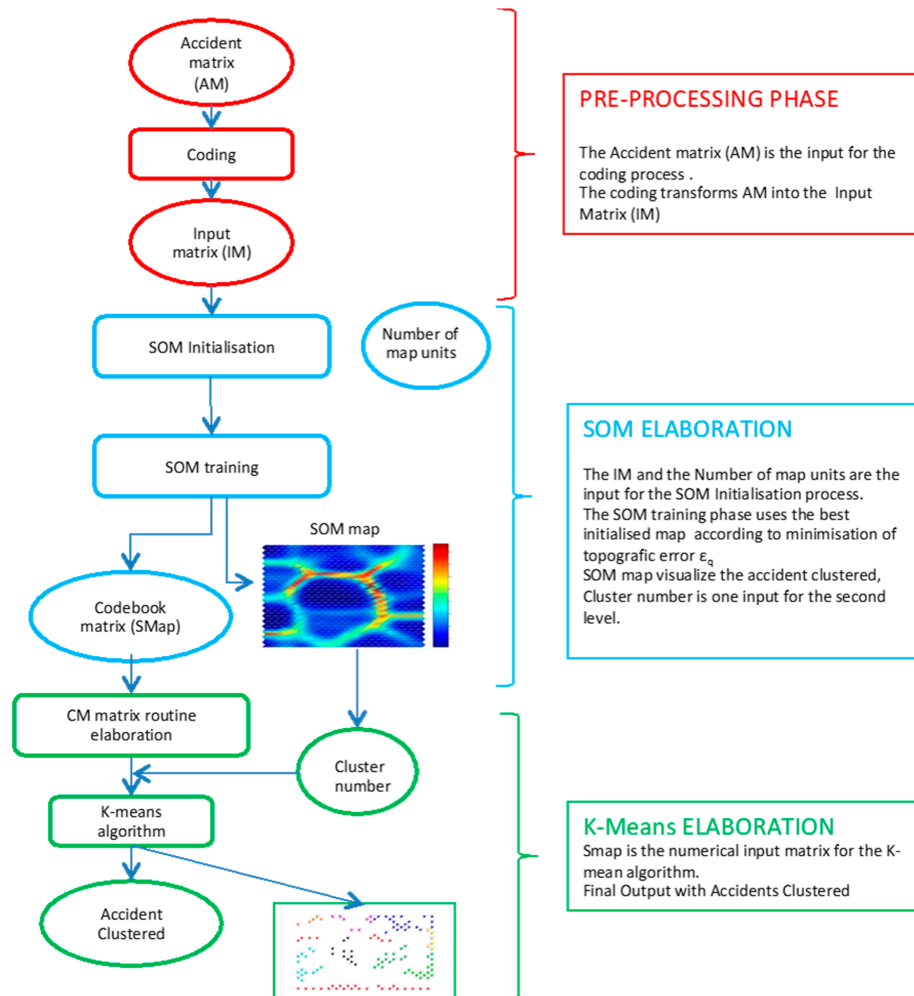 Accident
matrix
(AM)
Coding
Input
matrix (IM)
SOM Initialisation
Number of
map units
SOM training
SOM map
Codebook
matrix (SMap)
CM matrix routine
elaboration
Cluster
number
K-means
algorithm
Accident
Clustered
PRE-PROCESSING PHASE
The Accident matrix (AM) is the input for the
coding process .
The coding transforms AM into the Input
Matrix (IM)
SOM ELABORATION
The IM and the Number of map units are the
input for the SOM Initialisation process.
The SOM training phase uses the best
initialised map according to minimisation of
topografic error ε_q
SOM map visualize the accident clustered,
Cluster number is one input for the second
level.
K-Means ELABORATION
Smap is the numerical input matrix for the K-
mean algorithm.
Final Output with Accidents Clustered